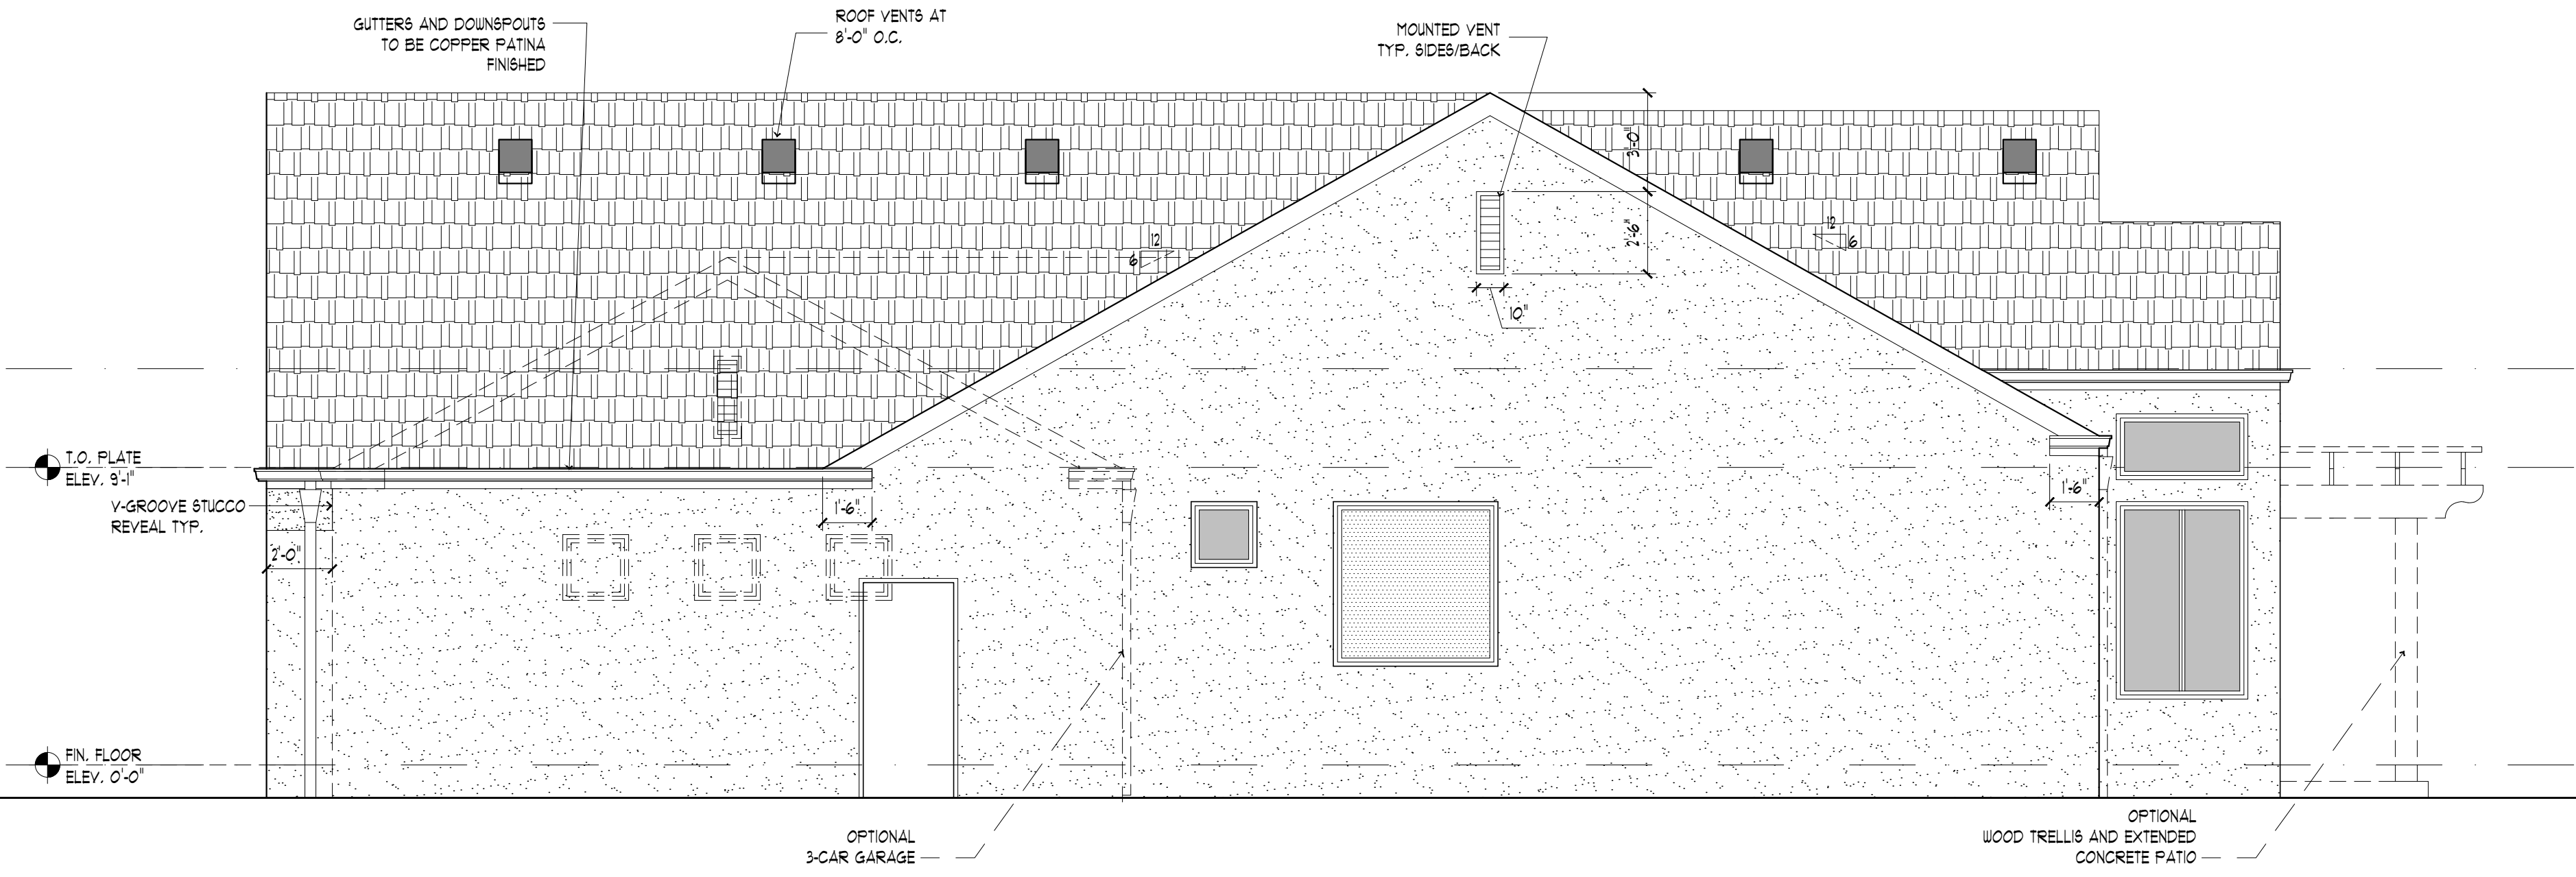 GUTTERS AND DOWNSPOUTS
TO BE COPPER PATINA
FINISHED
ROOF VENTS AT
8'-0" O.C.
MOUNTED VENT
TYP. SIDES/BACK
3'-0"
2'-6"
10"
12
6
12
6
T.O. PLATE
ELEV. 9'-1"
V-GROOVE STUCCO
REVEAL TYP.
2'-0"
1'-6"
1'-6"
FIN. FLOOR
ELEV. 0'-0"
OPTIONAL
3-CAR GARAGE
OPTIONAL
WOOD TRELLIS AND EXTENDED
CONCRETE PATIO